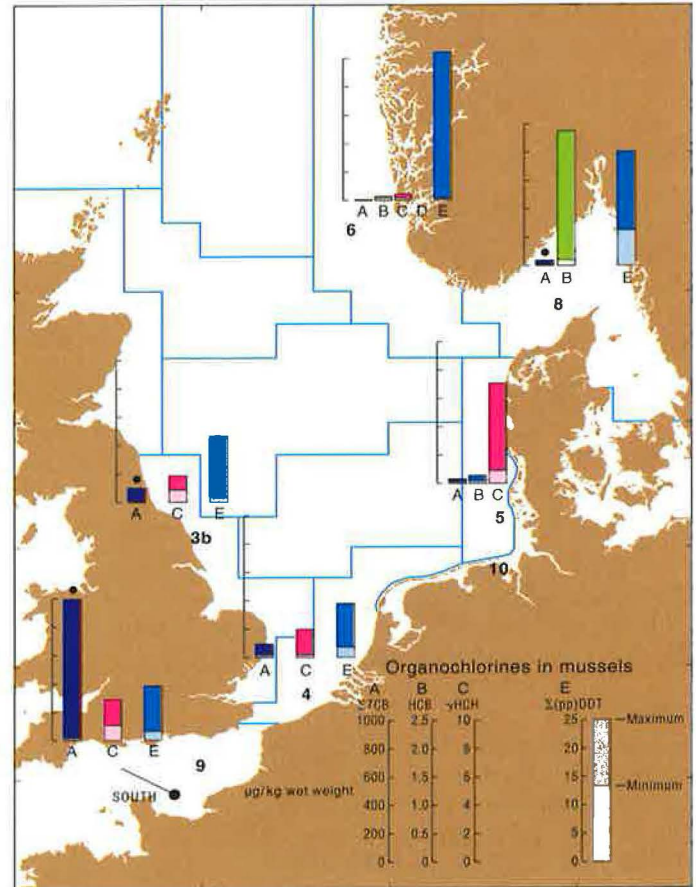 A B C D E
6
A B E
8
A B C
5
A C E
3b
10
A C E
4
A C E
9
SOUTH
µg/kg wet weight
Organochlorines in mussels
A B C E
Σ7CB HCB γHCH Σ(pp)DDT
1000 2.5 10 25 Maximum
800 2.0 8 20
600 1.5 6 15 Minimum
400 1.0 4 10
200 0.5 2 5
0 0 0 0